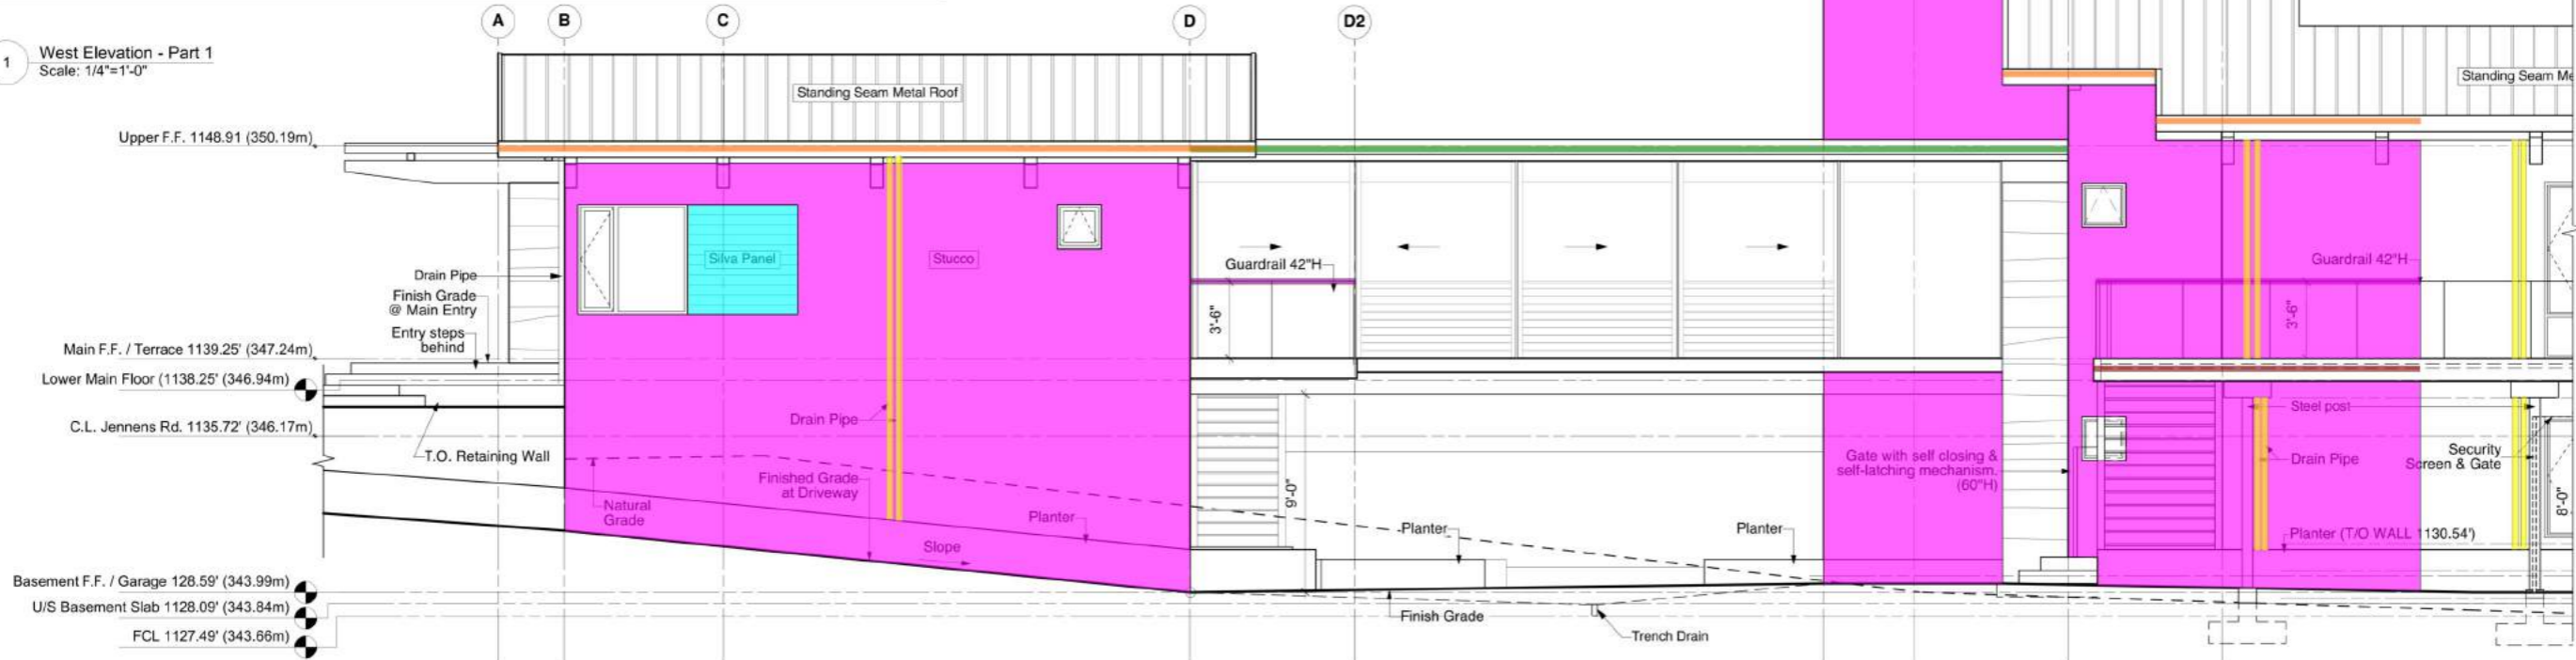 A
B
C
D
D2
1
West Elevation - Part 1
Scale: 1/4"=1'-0"
Standing Seam Metal Roof
Standing Seam Me
Upper F.F. 1148.91 (350.19m)
Silva Panel
Stucco
Drain Pipe
Finish Grade
@ Main Entry
Entry steps
behind
Guardrail 42"H
3'-6"
Guardrail 42"H
3'-6"
Main F.F. / Terrace 1139.25' (347.24m)
Lower Main Floor (1138.25' (346.94m)
C.L. Jennens Rd. 1135.72' (346.17m)
T.O. Retaining Wall
Drain Pipe
Steel post
Natural
Grade
Finished Grade
at Driveway
Planter
Slope
9'-0"
Planter
Planter
Gate with self closing &
self-latching mechanism.
(60"H)
Drain Pipe
Security
Screen & Gate
8'-0"
Planter (T/O WALL 1130.54')
Basement F.F. / Garage 128.59' (343.99m)
U/S Basement Slab 1128.09' (343.84m)
FCL 1127.49' (343.66m)
Finish Grade
Trench Drain